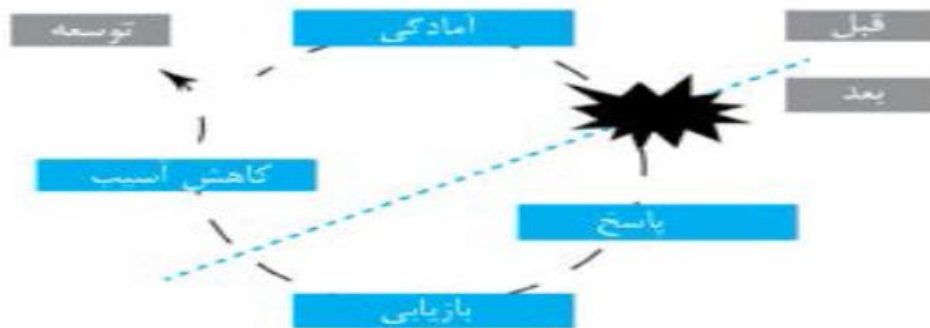 قبل
آمادگی
توسعه
بعد
کاهش آسیب
پاسخ
بازیابی